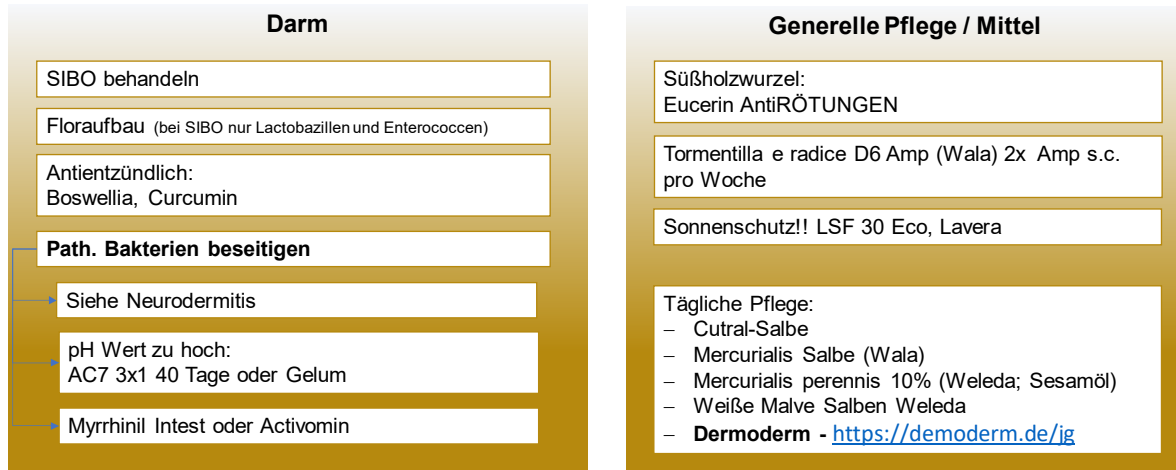 Darm
SIBO behandeln
Floraufbau (bei SIBO nur Lactobazillen und Enterococcen)
Antientzündlich:
Boswellia, Curcumin
Path. Bakterien beseitigen
Siehe Neurodermitis
pH Wert zu hoch:
AC7 3x1 40 Tage oder Gelum
Myrrhinil Intest oder Activomin
Generelle Pflege / Mittel
Süßholzwurzel:
Eucerin AntiRÖTUNGEN
Tormentilla e radice D6 Amp (Wala) 2x Amp s.c.
pro Woche
Sonnenschutz!! LSF 30 Eco, Lavera
Tägliche Pflege:
– Cutral-Salbe
– Mercurialis Salbe (Wala)
– Mercurialis perennis 10% (Weleda; Sesamöl)
– Weiße Malve Salben Weleda
– Dermoderm - https://demoderm.de/jg